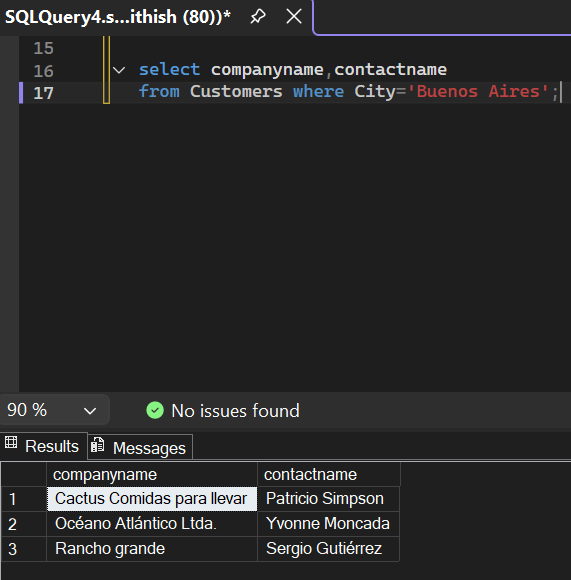 SQLQuery4.s...ithish (80))*
15
16 select companyname,contactname
17 from Customers where City='Buenos Aires';
90 % No issues found
Results Messages
companyname contactname
1 Cactus Comidas para llevar Patricio Simpson
2 Océano Atlántico Ltda. Yvonne Moncada
3 Rancho grande Sergio Gutiérrez